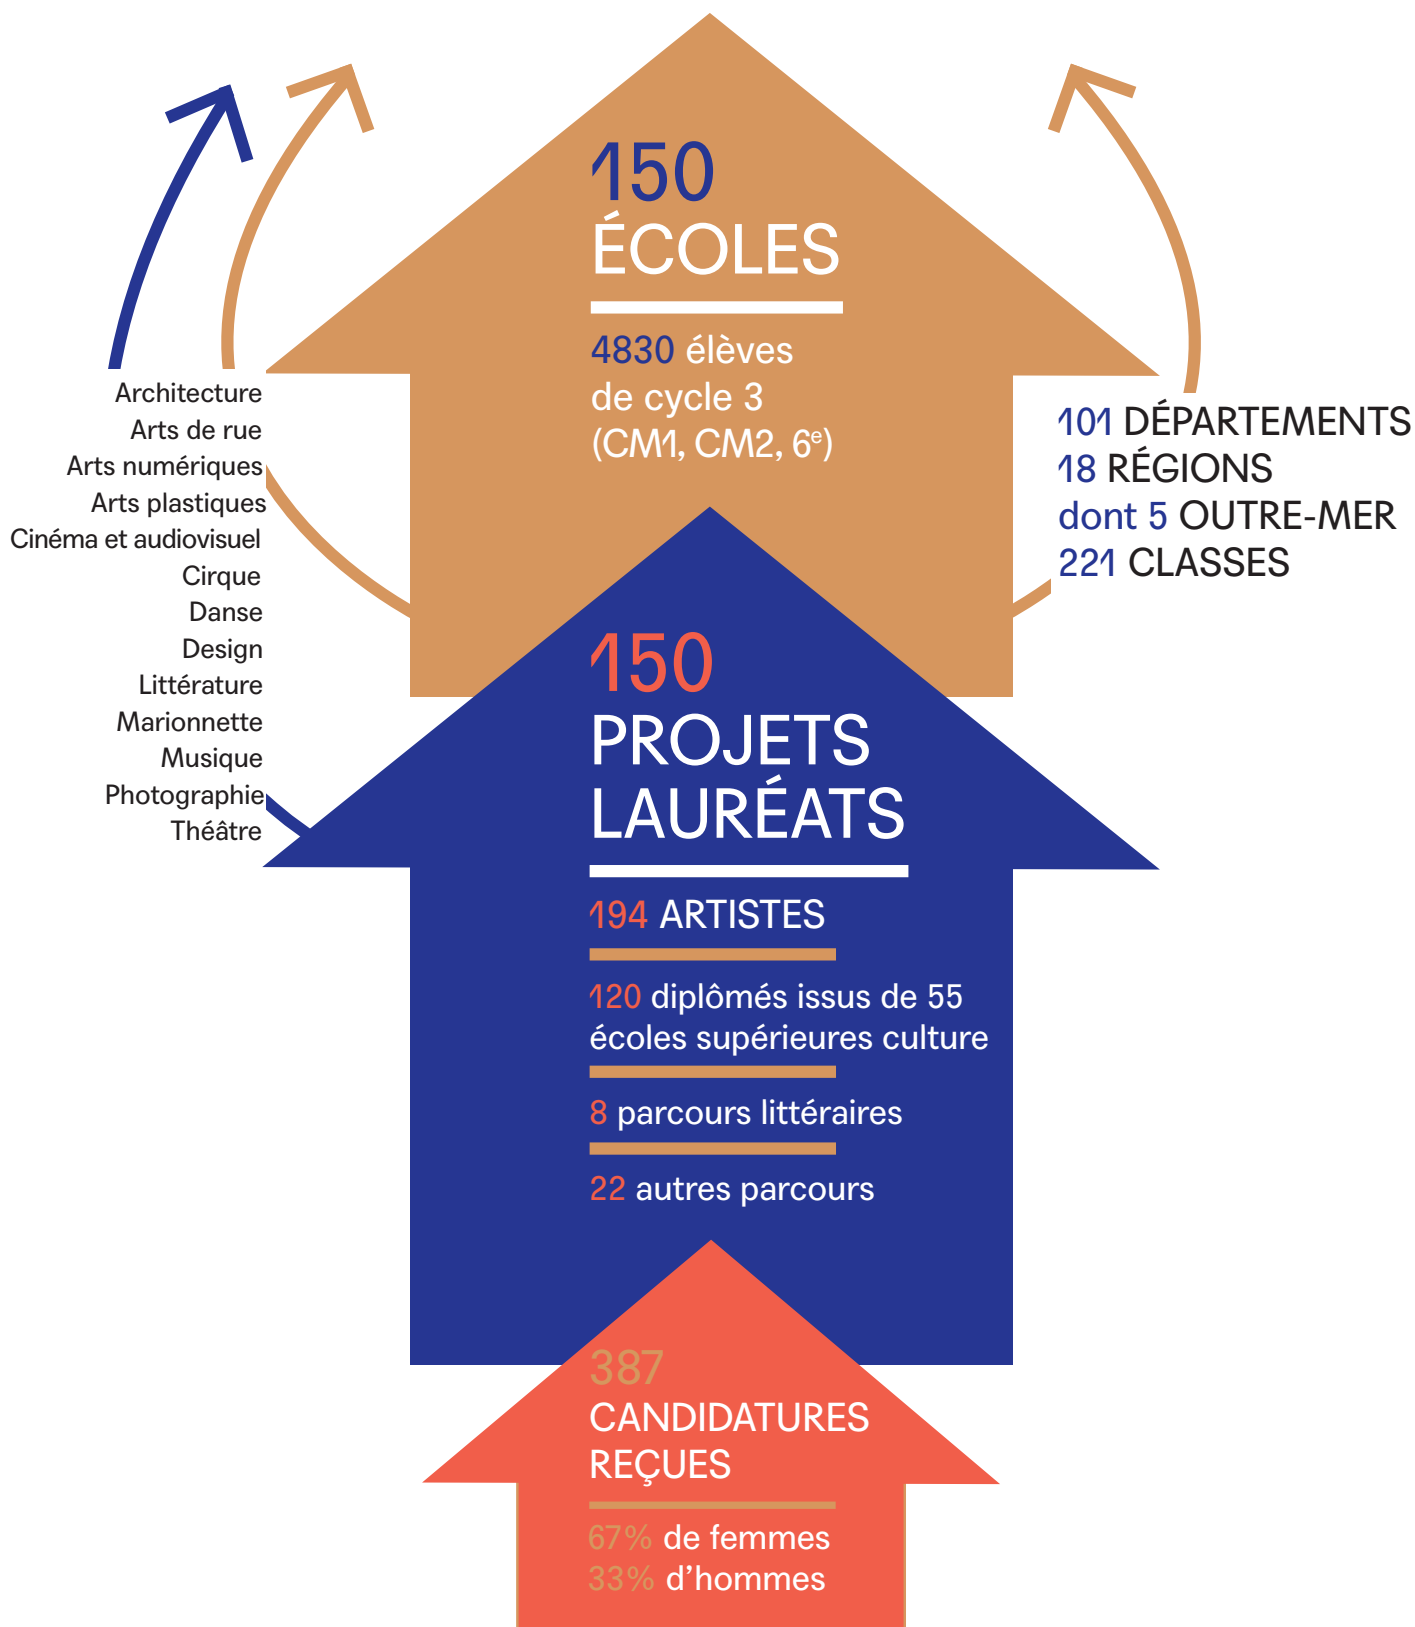 150
ÉCOLES
4830 élèves
de cycle 3
(CM1, CM2, 6e)
Architecture
Arts de rue
Arts numériques
Arts plastiques
Cinéma et audiovisuel
Cirque
Danse
Design
Littérature
Marionnette
Musique
Photographie
Théâtre
101 DÉPARTEMENTS
18 RÉGIONS
dont 5 OUTRE-MER
221 CLASSES
150
PROJETS
LAURÉATS
194 ARTISTES
120 diplômés issus de 55
écoles supérieures culture
8 parcours littéraires
22 autres parcours
387
CANDIDATURES
REÇUES
67% de femmes
33% d’hommes